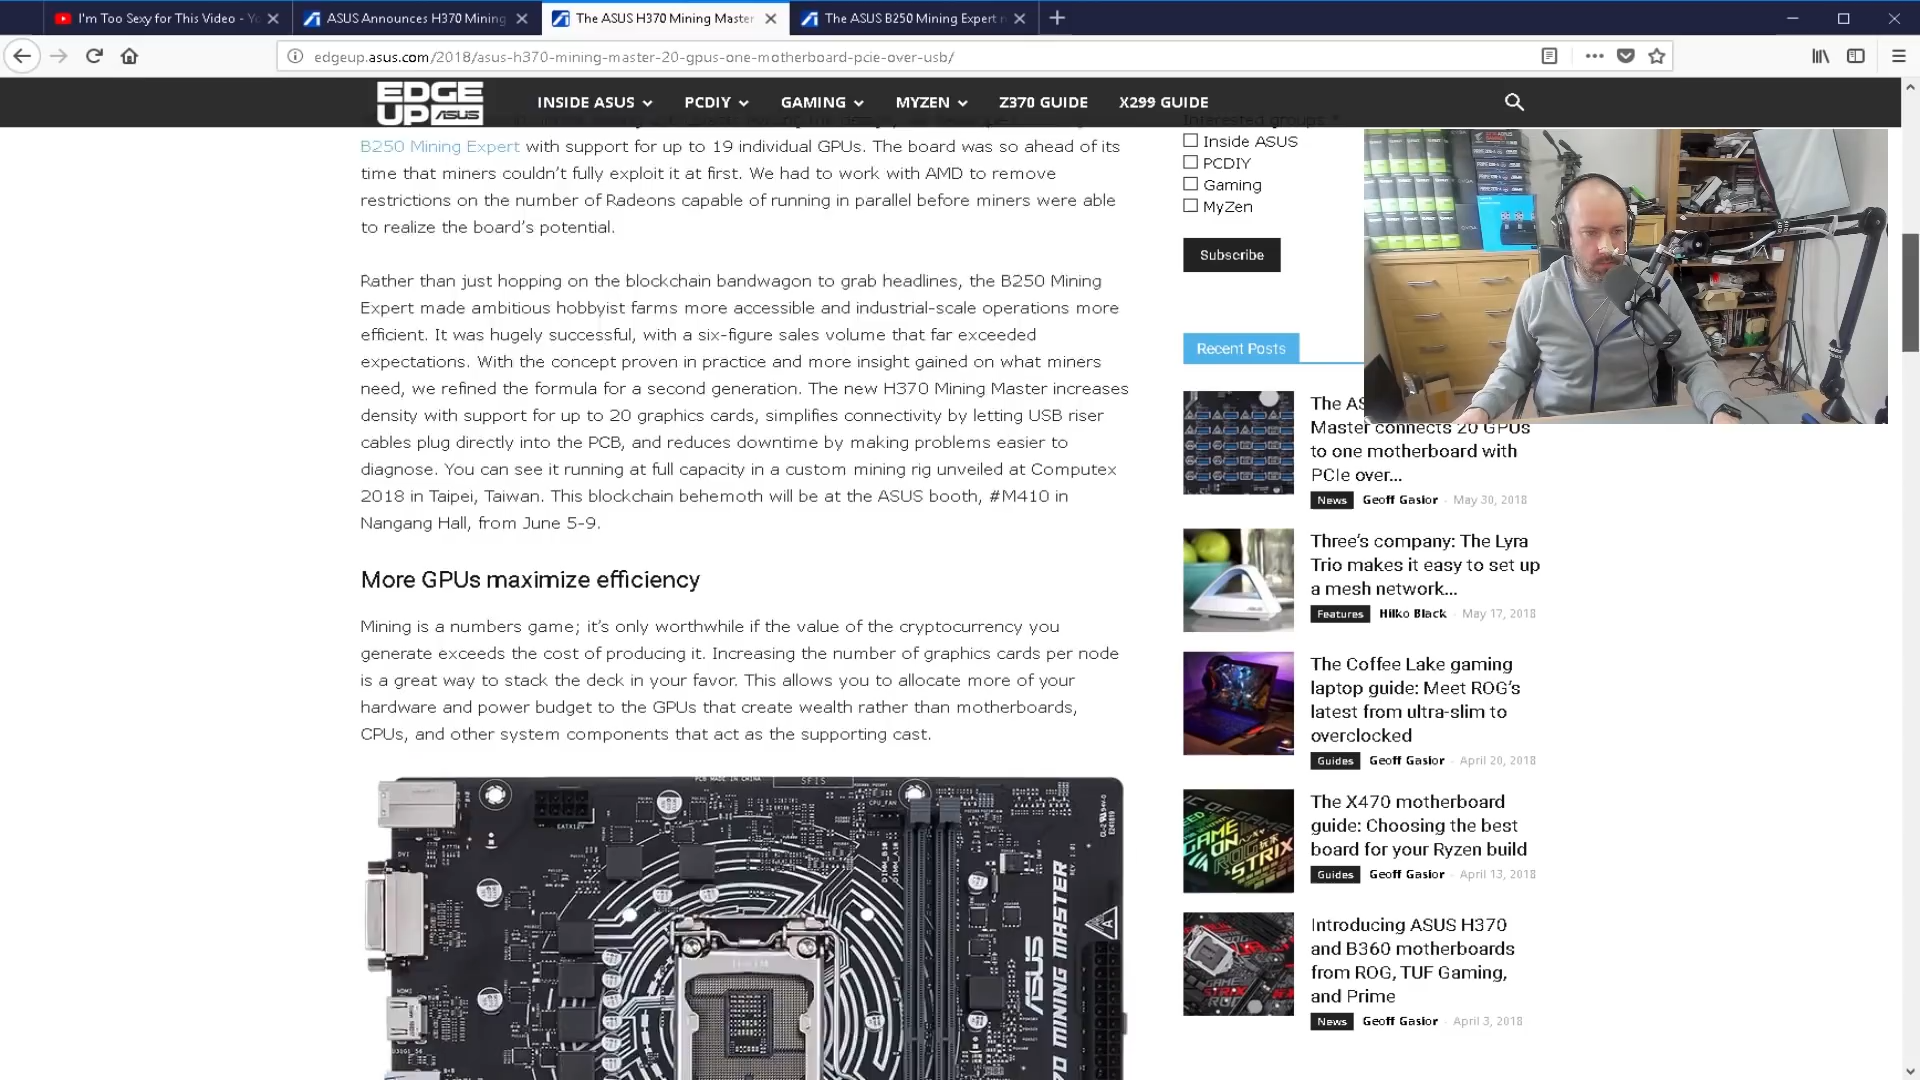 I'm Too Sexy for This Video - Yo
ASUS Announces H370 Mining
The ASUS H370 Mining Master
The ASUS B250 Mining Expert m
edgeup.asus.com/2018/asus-h370-mining-master-20-gpus-one-motherboard-pcie-over-usb/
EDGE UP ASUS
INSIDE ASUS
PCDIY
GAMING
MYZEN
Z370 GUIDE
X299 GUIDE
B250 Mining Expert with support for up to 19 individual GPUs. The board was so ahead of its
time that miners couldn't fully exploit it at first. We had to work with AMD to remove
restrictions on the number of Radeons capable of running in parallel before miners were able
to realize the board's potential.
Rather than just hopping on the blockchain bandwagon to grab headlines, the B250 Mining
Expert made ambitious hobbyist farms more accessible and industrial-scale operations more
efficient. It was hugely successful, with a six-figure sales volume that far exceeded
expectations. With the concept proven in practice and more insight gained on what miners
need, we refined the formula for a second generation. The new H370 Mining Master increases
density with support for up to 20 graphics cards, simplifies connectivity by letting USB riser
cables plug directly into the PCB, and reduces downtime by making problems easier to
diagnose. You can see it running at full capacity in a custom mining rig unveiled at Computex
2018 in Taipei, Taiwan. This blockchain behemoth will be at the ASUS booth, #M410 in
Nangang Hall, from June 5-9.
More GPUs maximize efficiency
Mining is a numbers game; it's only worthwhile if the value of the cryptocurrency you
generate exceeds the cost of producing it. Increasing the number of graphics cards per node
is a great way to stack the deck in your favor. This allows you to allocate more of your
hardware and power budget to the GPUs that create wealth rather than motherboards,
CPUs, and other system components that act as the supporting cast.
PCB MADE IN CHINA
SFIS
EATX12V
CPU_FAN
DVI
HDMI
ASUS
MINING MASTER
REV 1.01
Interested groups *
Inside ASUS
PCDIY
Gaming
MyZen
Subscribe
Recent Posts
The AS
Master connects 20 GPUs
to one motherboard with
PCIe over...
News Geoff Gasior - May 30, 2018
Three's company: The Lyra
Trio makes it easy to set up
a mesh network...
Features Hilko Black - May 17, 2018
The Coffee Lake gaming
laptop guide: Meet ROG's
latest from ultra-slim to
overclocked
Guides Geoff Gasior - April 20, 2018
The X470 motherboard
guide: Choosing the best
board for your Ryzen build
Guides Geoff Gasior - April 13, 2018
GAME
ON
ROG
STRIX
Introducing ASUS H370
and B360 motherboards
from ROG, TUF Gaming,
and Prime
News Geoff Gasior - April 3, 2018